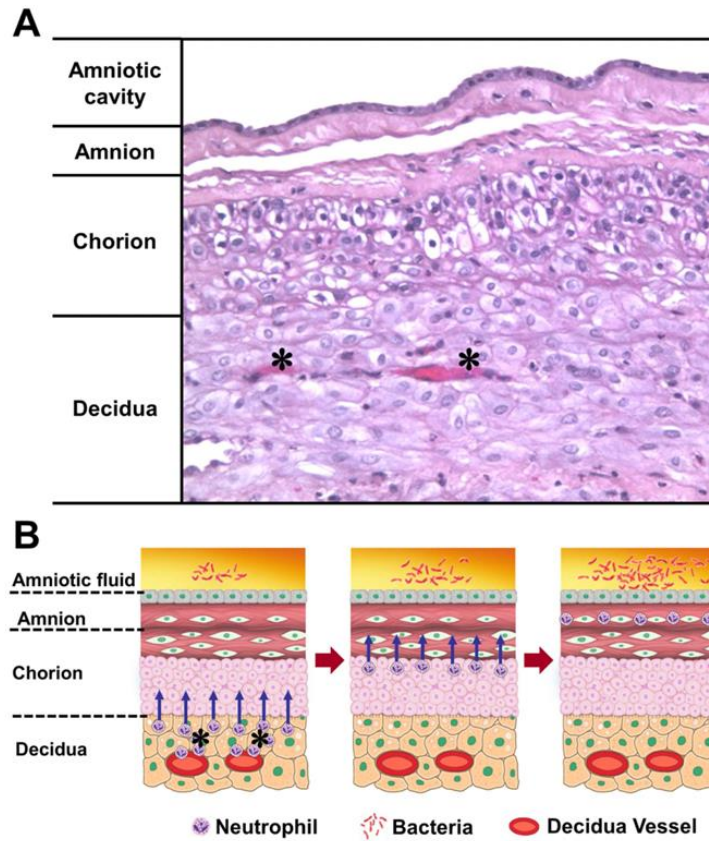 A
Amniotic
cavity
Amnion
Chorion
Decidua
*
*
B
Amniotic fluid
Amnion
Chorion
Decidua
*
*
Neutrophil
Bacteria
Decidua Vessel